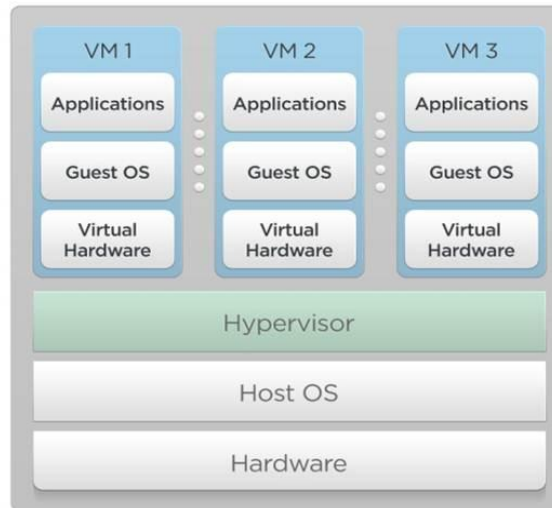 VM 1
Applications
Guest OS
Virtual
Hardware
VM 2
Applications
Guest OS
Virtual
Hardware
VM 3
Applications
Guest OS
Virtual
Hardware
Hypervisor
Host OS
Hardware